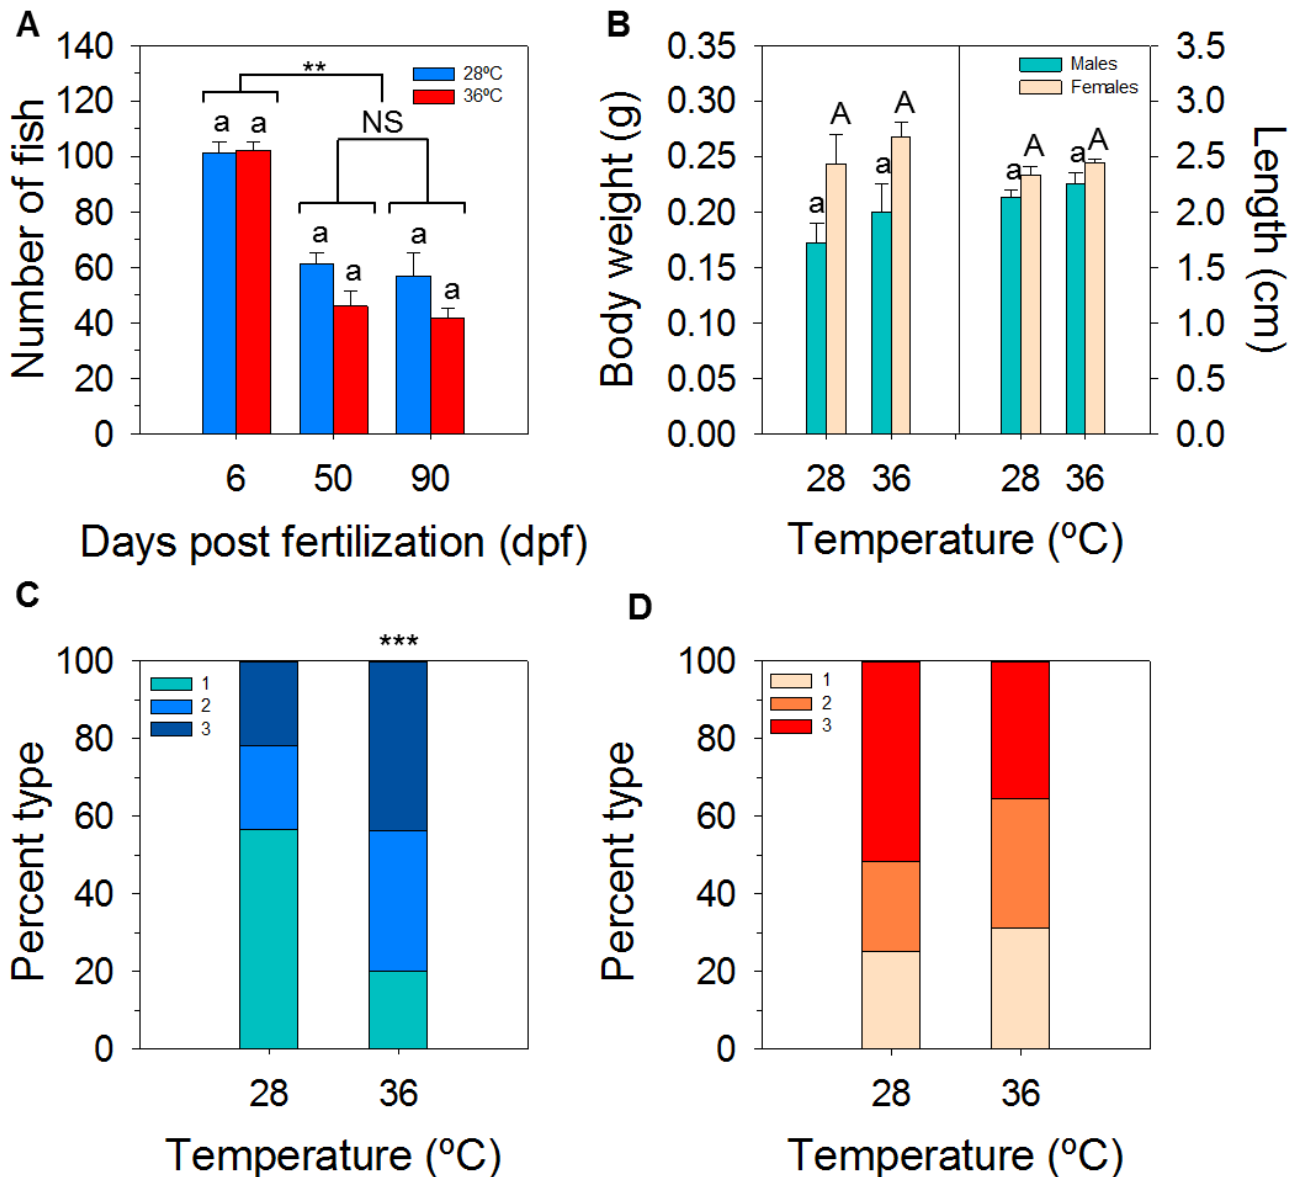 A
140
120
100
80
60
40
20
0
Number of fish
**
NS
28ºC
36ºC
a
a
a
a
a
a
6
50
90
Days post fertilization (dpf)
B
0.35
0.30
0.25
0.20
0.15
0.10
0.05
0.00
Body weight (g)
Males
Females
a
A
a
A
a
A
a
A
3.5
3.0
2.5
2.0
1.5
1.0
0.5
0.0
Length (cm)
28
36
28
36
Temperature (ºC)
C
100
80
60
40
20
0
Percent type
***
1
2
3
28
36
Temperature (ºC)
D
100
80
60
40
20
0
Percent type
1
2
3
28
36
Temperature (ºC)